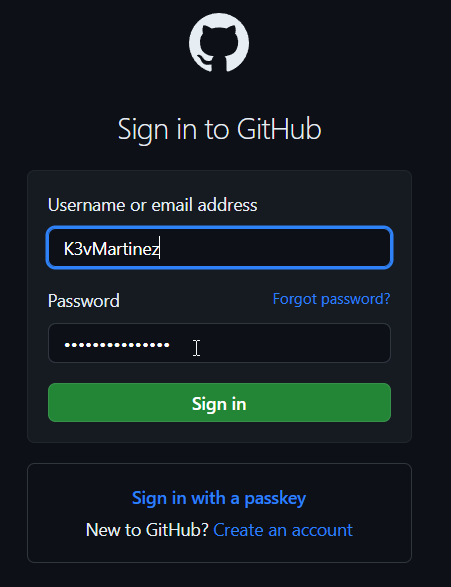 Sign in to GitHub
Username or email address
K3vMartinez
Password Forgot password?
•••••••••••••••
Sign in
Sign in with a passkey
New to GitHub? Create an account